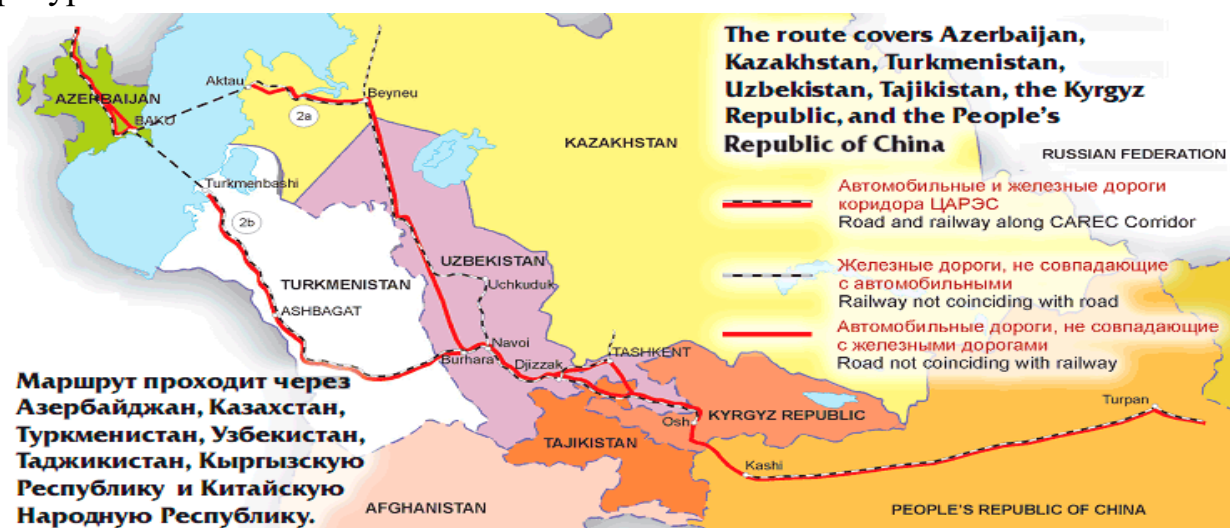 The route covers Azerbaijan,
Kazakhstan, Turkmenistan,
Uzbekistan, Tajikistan, the Kyrgyz
Republic, and the People's
Republic of China
Aktau
Beyneu
AZERBAIJAN
BAKU
2a
KAZAKHSTAN
RUSSIAN FEDERATION
Turkmenbashi
Автомобильные и железные дороги
коридора ЦАРЭС
Road and railway along CAREC Corridor
2b
UZBEKISTAN
Железные дороги, не совпадающие
с автомобильными
Railway not coinciding with road
TURKMENISTAN
Uchkuduk
ASHBAGAT
Автомобильные дороги, не совпадающие
с железными дорогами
Road not coinciding with railway
Navoi
Burhara
Djizzak
TASHKENT
Маршрут проходит через
Азербайджан, Казахстан,
Туркменистан, Узбекистан,
Таджикистан, Кыргызскую
Республику и Китайскую
Народную Республику.
Turpan
KYRGYZ REPUBLIC
Osh
TAJIKISTAN
Kashi
AFGHANISTAN
PEOPLE'S REPUBLIC OF CHINA